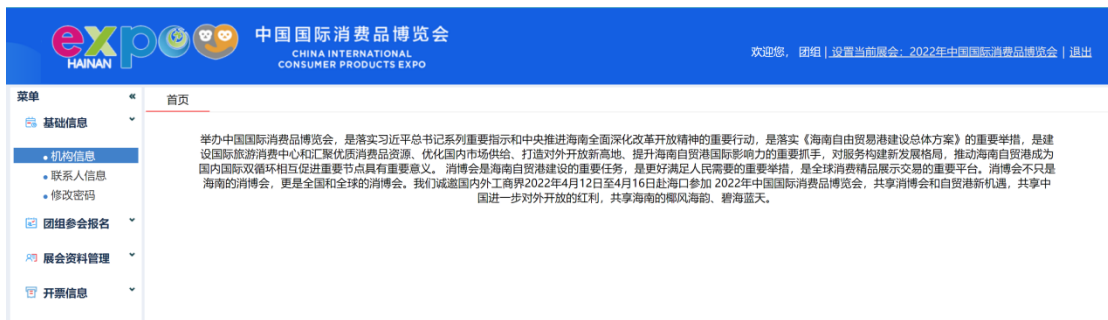 expo
HAINAN
中国国际消费品博览会
CHINA INTERNATIONAL
CONSUMER PRODUCTS EXPO
欢迎您, 团组 | 设置当前展会：2022年中国国际消费品博览会 | 退出
菜单 «
首页
基础信息
举办中国国际消费品博览会，是落实习近平总书记系列重要指示和中央推进海南全面深化改革开放精神的重要行动，是落实《海南自由贸易港建设总体方案》的重要举措，是建
设国际旅游消费中心和汇聚优质消费品资源、优化国内市场供给、打造对外开放新高地、提升海南自贸港国际影响力的重要抓手，对服务构建新发展格局，推动海南自贸港成为
国内国际双循环相互促进重要节点具有重要意义。 消博会是海南自贸港建设的重要任务，是更好满足人民需要的重要举措，是全球消费精品展示交易的重要平台。消博会不只是
海南的消博会，更是全国和全球的消博会。我们诚邀国内外工商界2022年4月12日至4月16日赴海口参加 2022年中国国际消费品博览会，共享消博会和自贸港新机遇，共享中
国进一步对外开放的红利，共享海南的椰风海韵、碧海蓝天。
• 机构信息
• 联系人信息
• 修改密码
团组参会报名
展会资料管理
开票信息